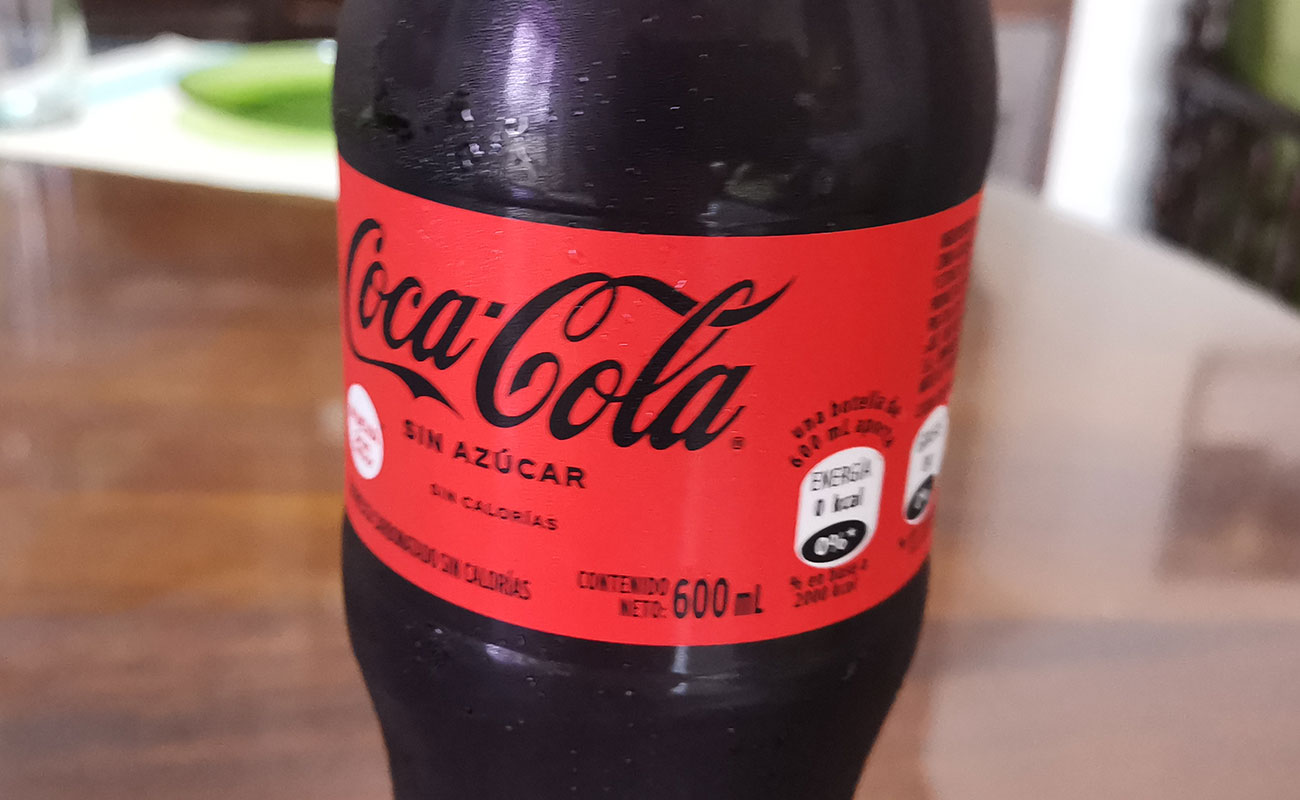 Coca-Cola
®
SIN AZÚCAR
SIN CALORÍAS
CARBONATADO SIN CALORÍAS
CONTENIDO
NETO: 600 mL
una botella de
600 mL aporta
ENERGÍA
0 kcal
0%*
% en base a
2000 kcal